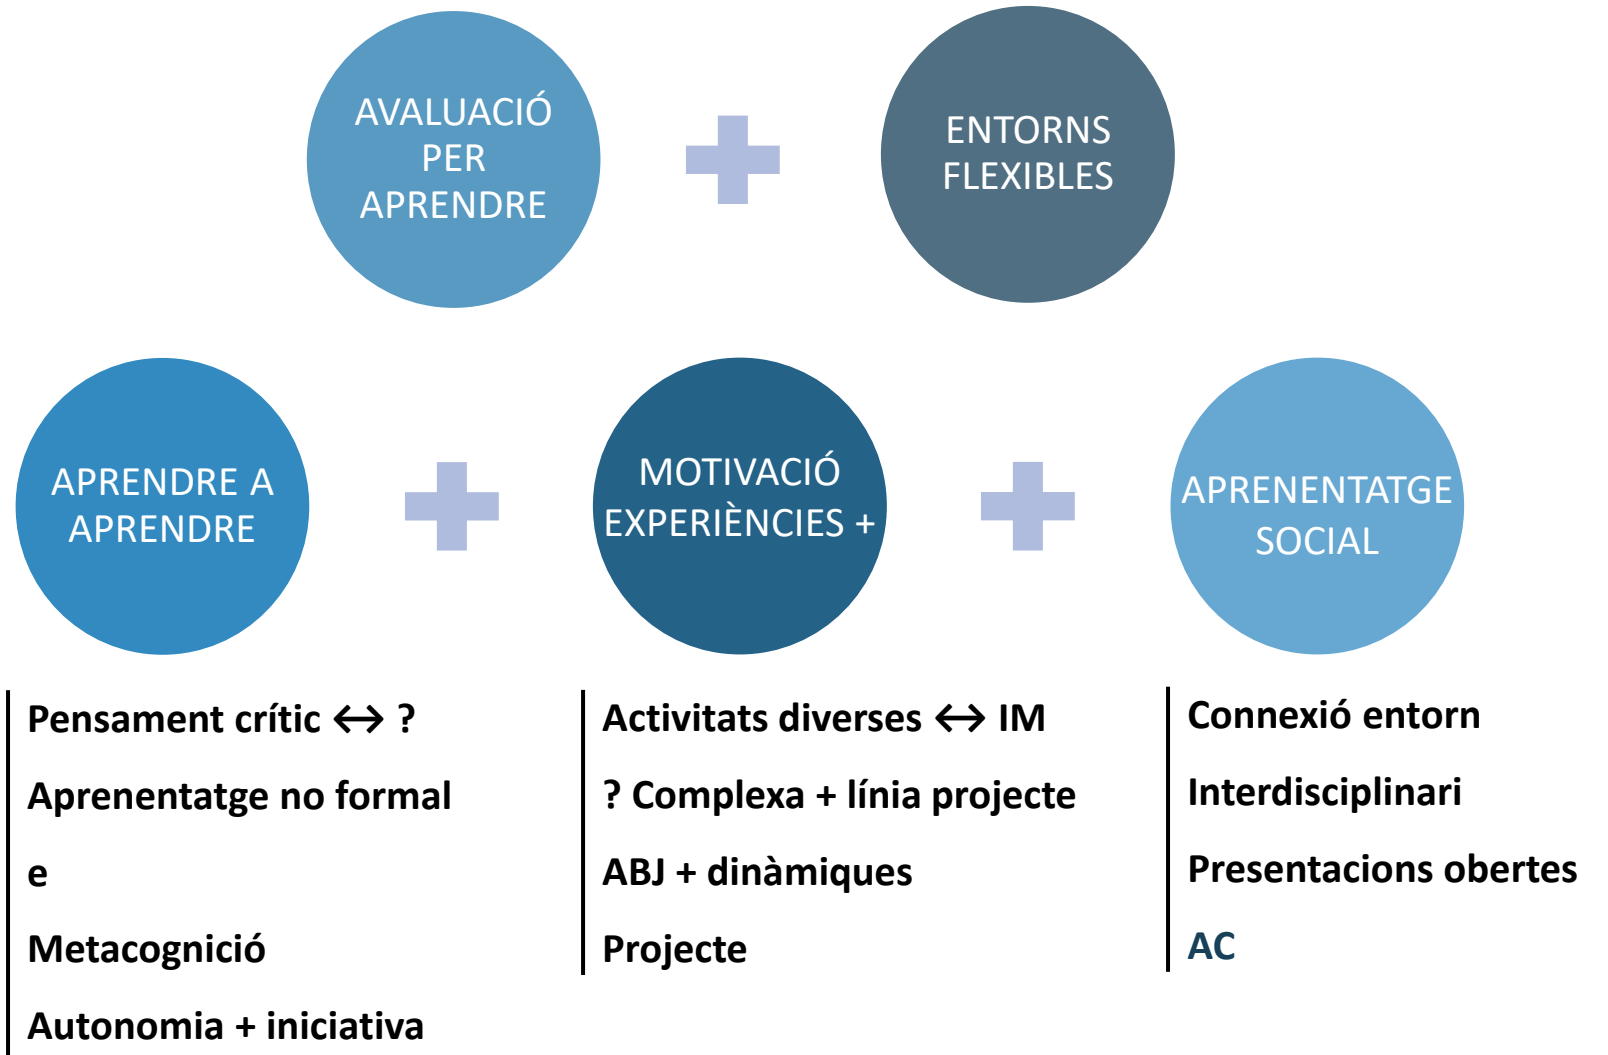 AVALUACIÓ
PER
APRENDRE
ENTORNS
FLEXIBLES
APRENDRE A
APRENDRE
MOTIVACIÓ
EXPERIÈNCIES +
APRENENTATGE
SOCIAL
Pensament crític ↔ ?
Aprenentatge no formal
e
Metacognició
Autonomia + iniciativa
Activitats diverses ↔ IM
? Complexa + línia projecte
ABJ + dinàmiques
Projecte
Connexió entorn
Interdisciplinari
Presentacions obertes
AC